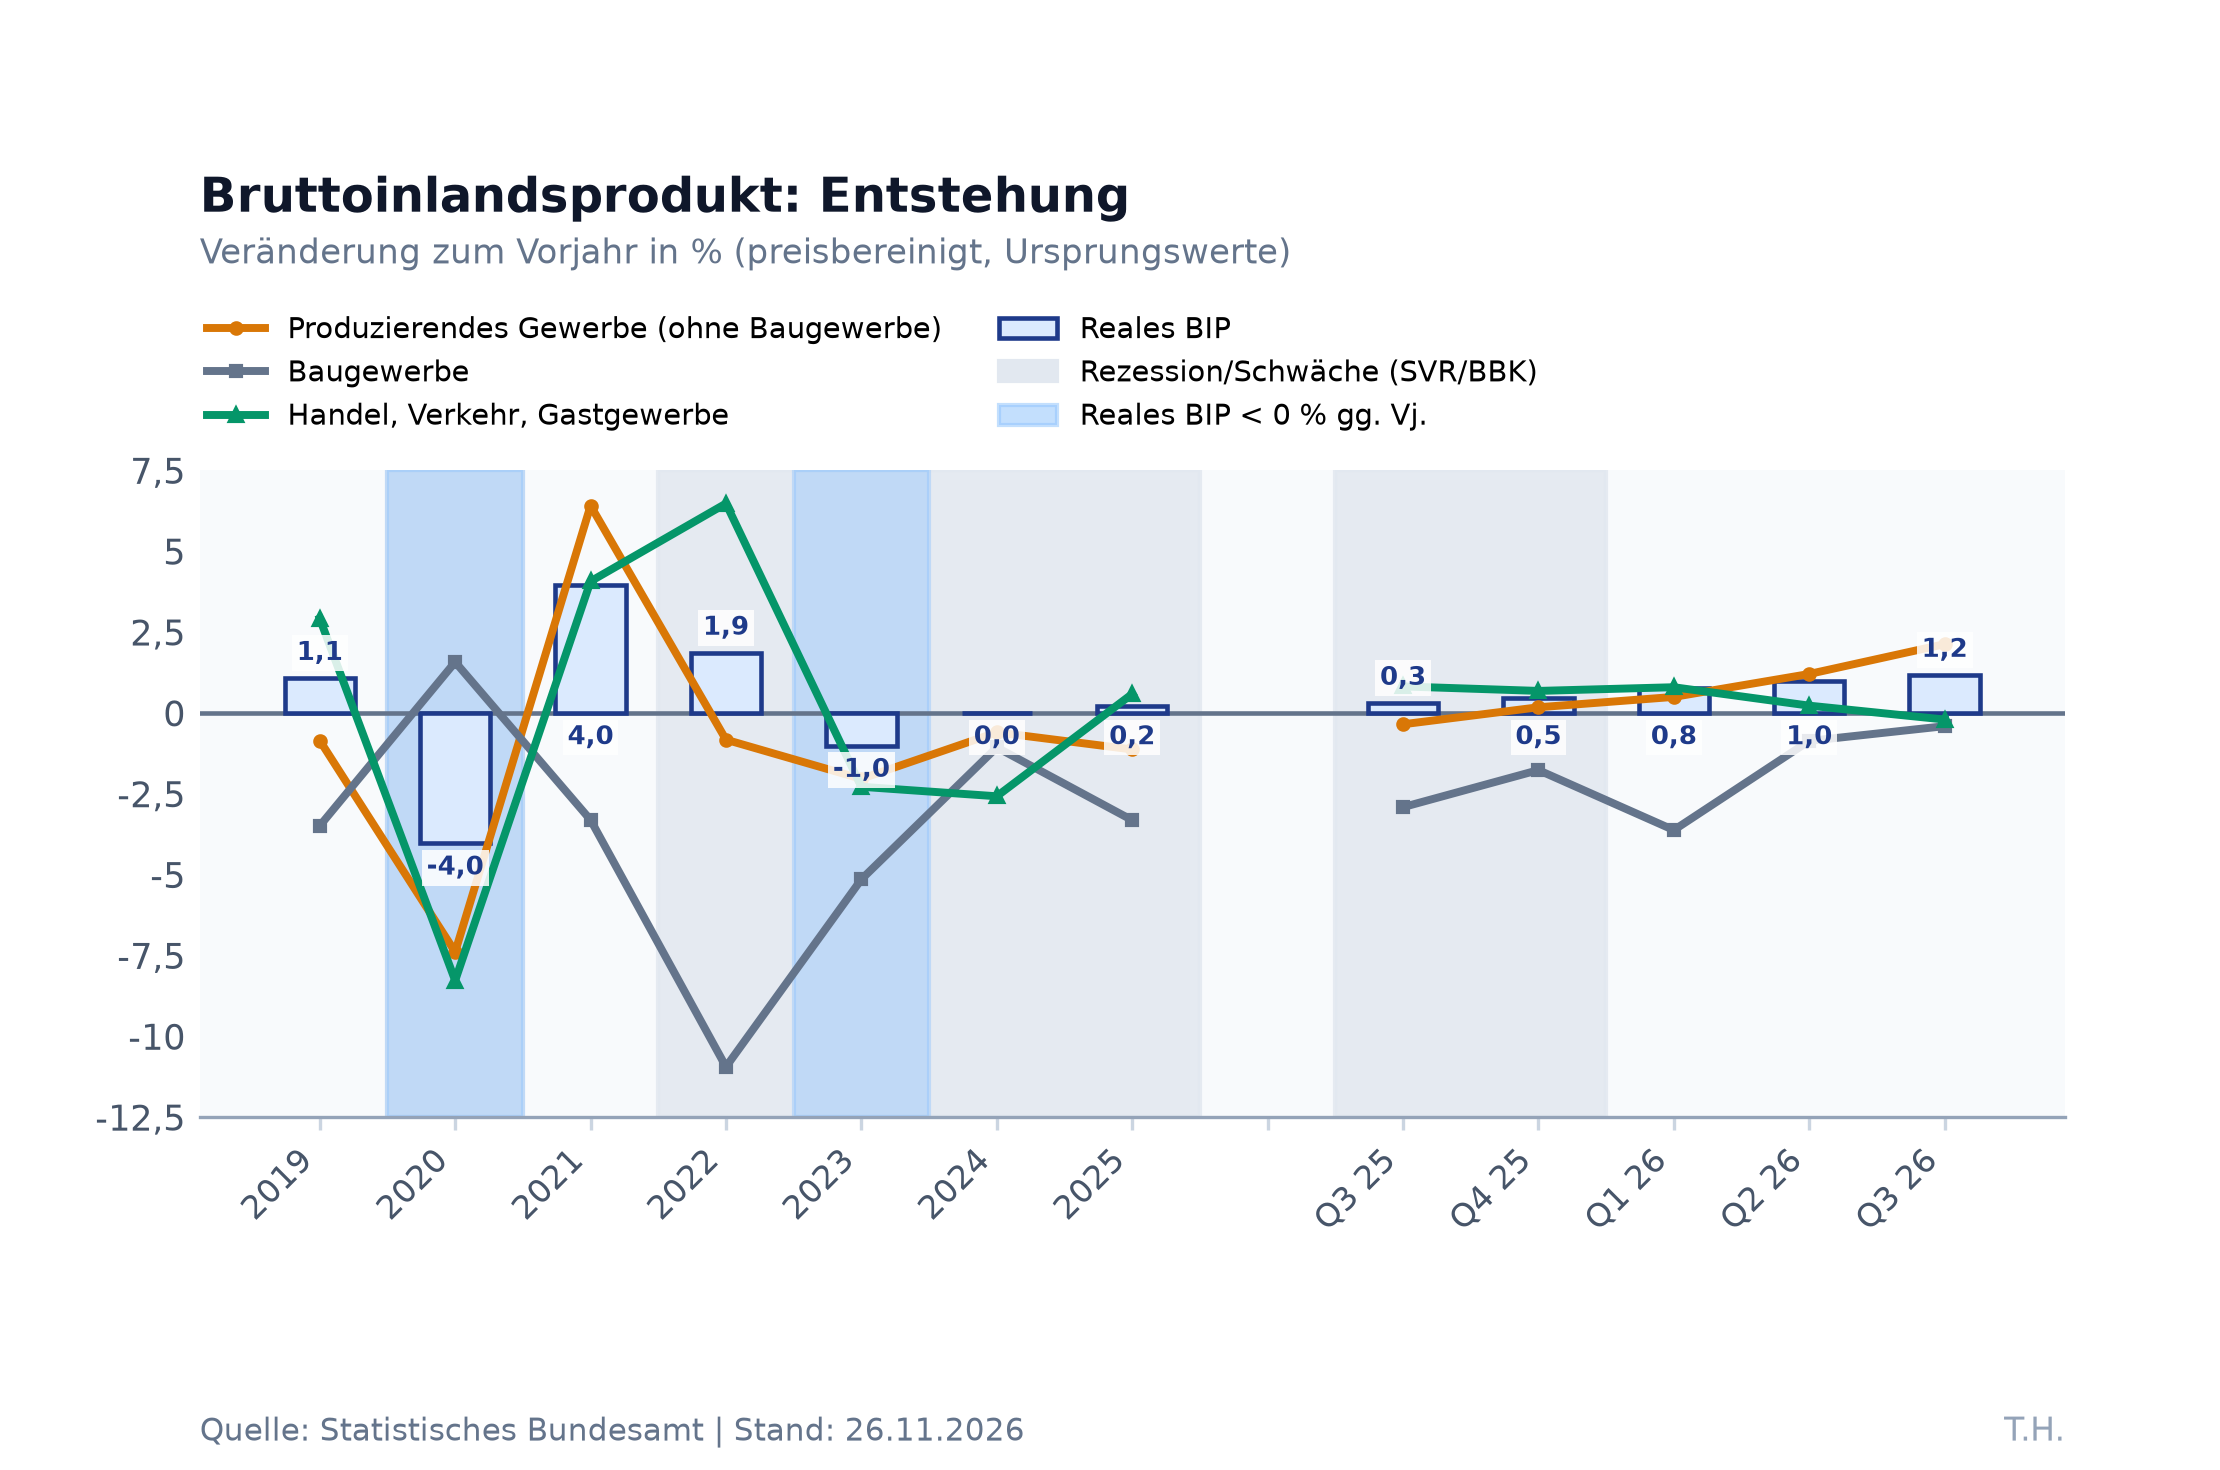 Bruttoinlandsprodukt: Entstehung
Veränderung zum Vorjahr in % (preisbereinigt, Ursprungswerte)
Produzierendes Gewerbe (ohne Baugewerbe)
Baugewerbe
Handel, Verkehr, Gastgewerbe
Reales BIP
Rezession/Schwäche (SVR/BBK)
Reales BIP < 0 % gg. Vj.
7,5
5
2,5
0
-2,5
-5
-7,5
-10
-12,5
1,1
-4,0
4,0
1,9
-1,0
0,0
0,2
0,3
0,5
0,8
1,0
1,2
2019
2020
2021
2022
2023
2024
2025
Q3 25
Q4 25
Q1 26
Q2 26
Q3 26
Quelle: Statistisches Bundesamt | Stand: 26.11.2026
T.H.